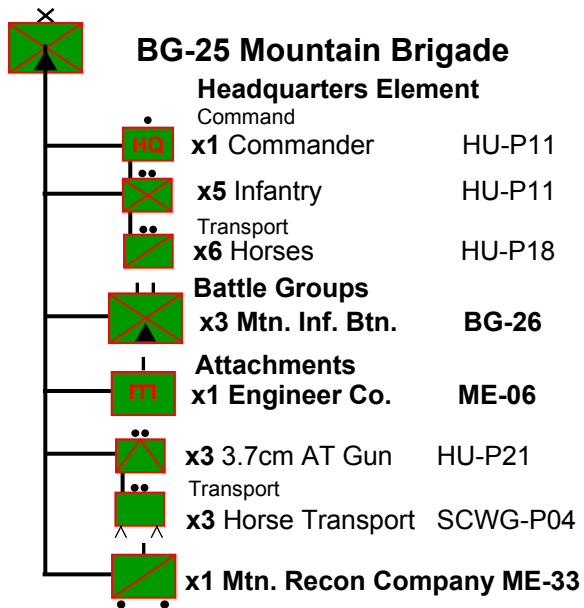 BG-25 Mountain Brigade
Headquarters Element
Command
HQ x1 Commander HU-P11
x5 Infantry HU-P11
Transport
x6 Horses HU-P18
Battle Groups
x3 Mtn. Inf. Btn. BG-26
Attachments
x1 Engineer Co. ME-06
x3 3.7cm AT Gun HU-P21
Transport
x3 Horse Transport SCWG-P04
x1 Mtn. Recon Company ME-33